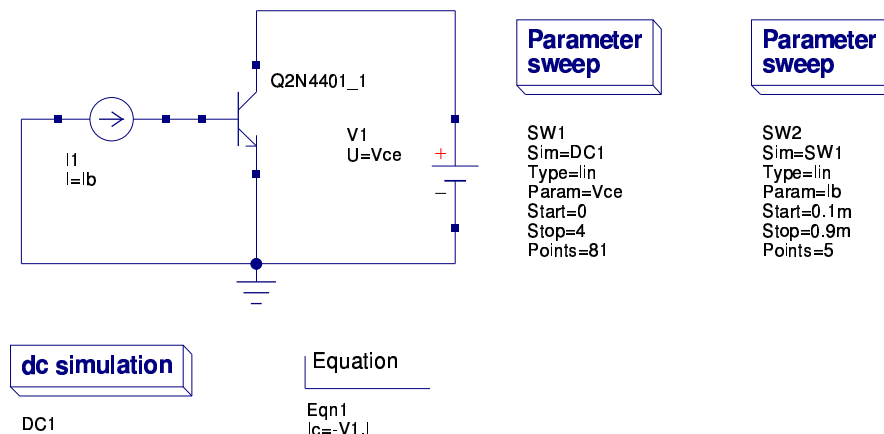 Q2N4401_1
I1
I=Ib
V1
U=Vce
+
−
Parameter
sweep
SW1
Sim=DC1
Type=lin
Param=Vce
Start=0
Stop=4
Points=81
Parameter
sweep
SW2
Sim=SW1
Type=lin
Param=Ib
Start=0.1m
Stop=0.9m
Points=5
dc simulation
DC1
Equation
Eqn1
Ic=-V1.I